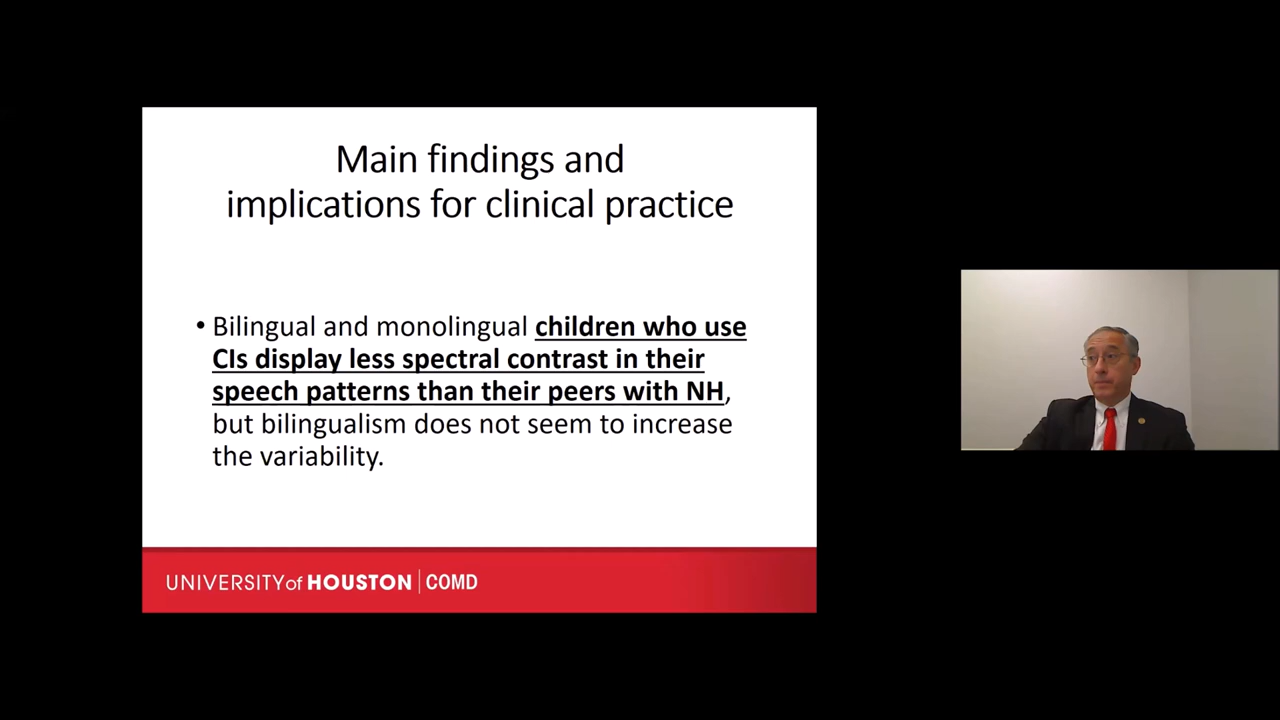 Main findings and
implications for clinical practice
• Bilingual and monolingual children who use
CIs display less spectral contrast in their
speech patterns than their peers with NH,
but bilingualism does not seem to increase
the variability.
UNIVERSITY of HOUSTON | COMD